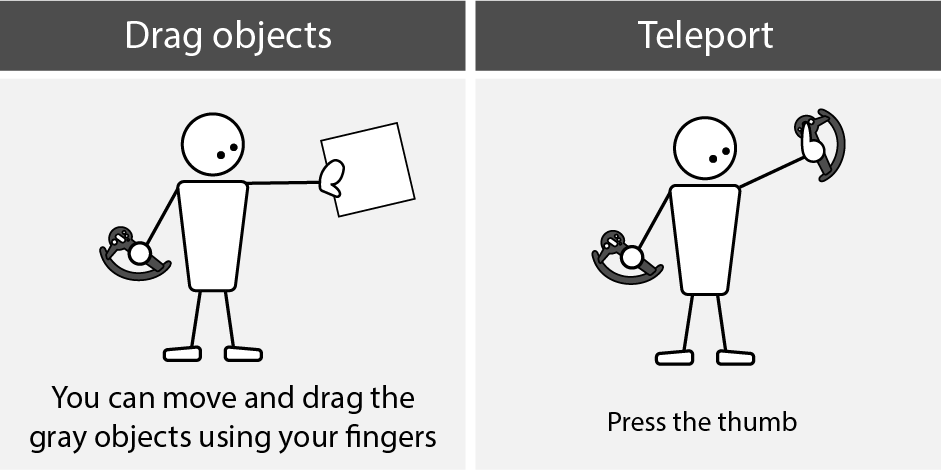 Drag objects
Teleport
You can move and drag the
gray objects using your fingers
Press the thumb